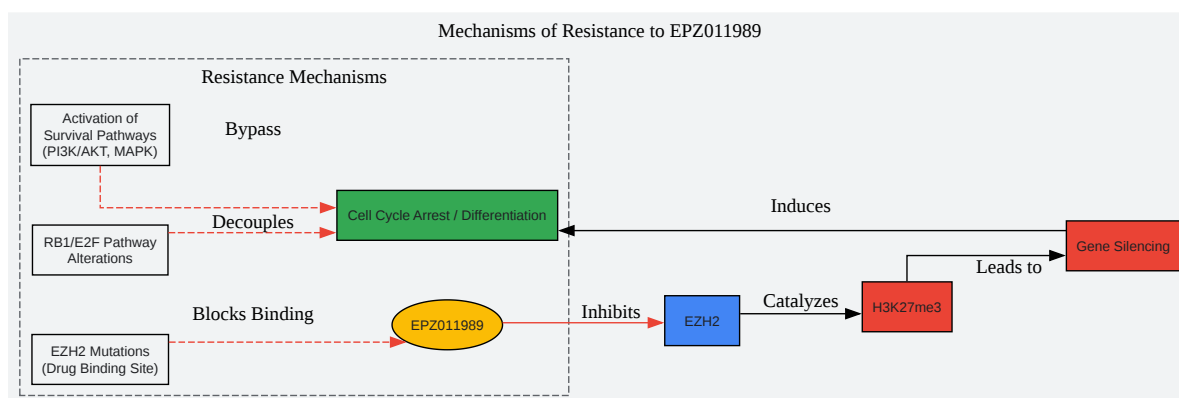 Mechanisms of Resistance to EPZ011989
Resistance Mechanisms
Activation of
Survival Pathways
(PI3K/AKT, MAPK)
Bypass
Cell Cycle Arrest / Differentiation
Decouples
RB1/E2F Pathway
Alterations
Induces
Gene Silencing
Leads to
Blocks Binding
EPZ011989
Inhibits
EZH2
Catalyzes
H3K27me3
EZH2 Mutations
(Drug Binding Site)